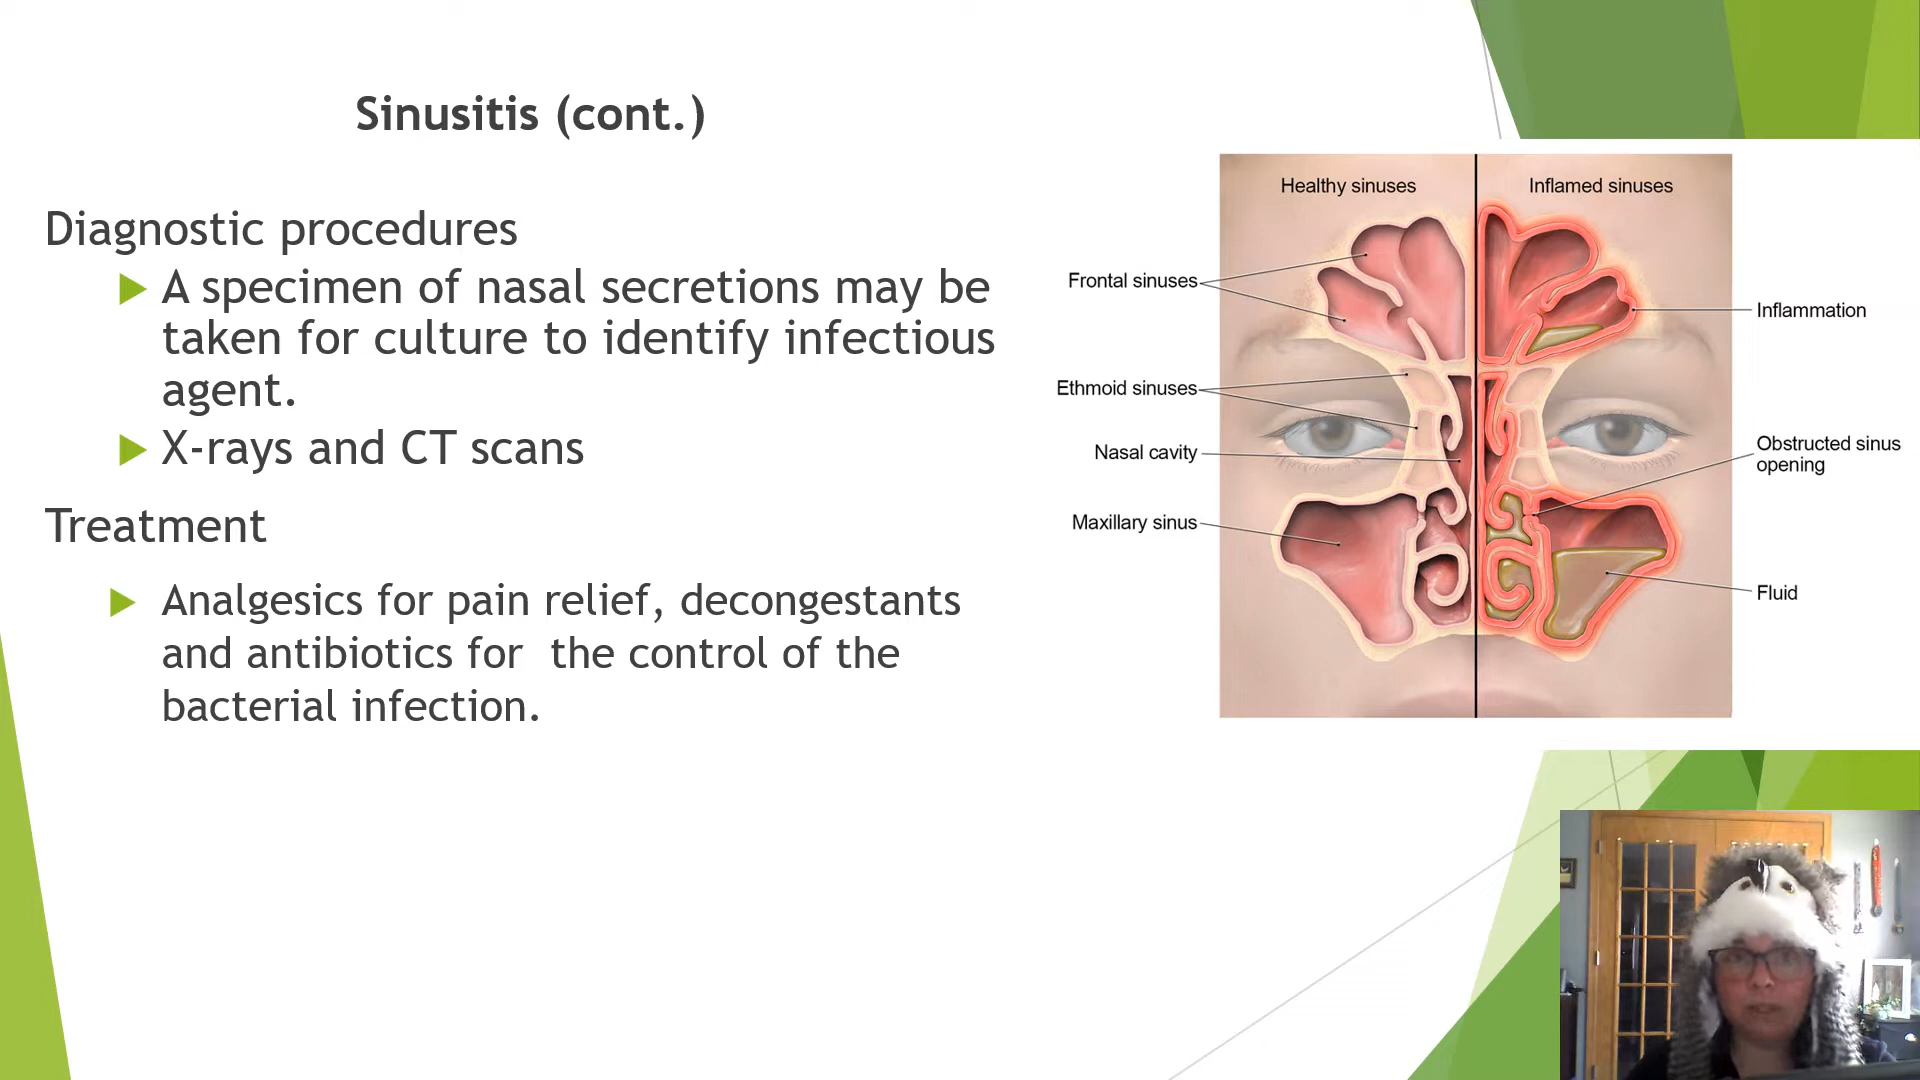 Sinusitis (cont.)
Diagnostic procedures
A specimen of nasal secretions may be
taken for culture to identify infectious
agent.
X-rays and CT scans
Treatment
Analgesics for pain relief, decongestants
and antibiotics for  the control of the
bacterial infection.
Healthy sinuses
Inflamed sinuses
Frontal sinuses
Ethmoid sinuses
Nasal cavity
Maxillary sinus
Inflammation
Obstructed sinus
opening
Fluid